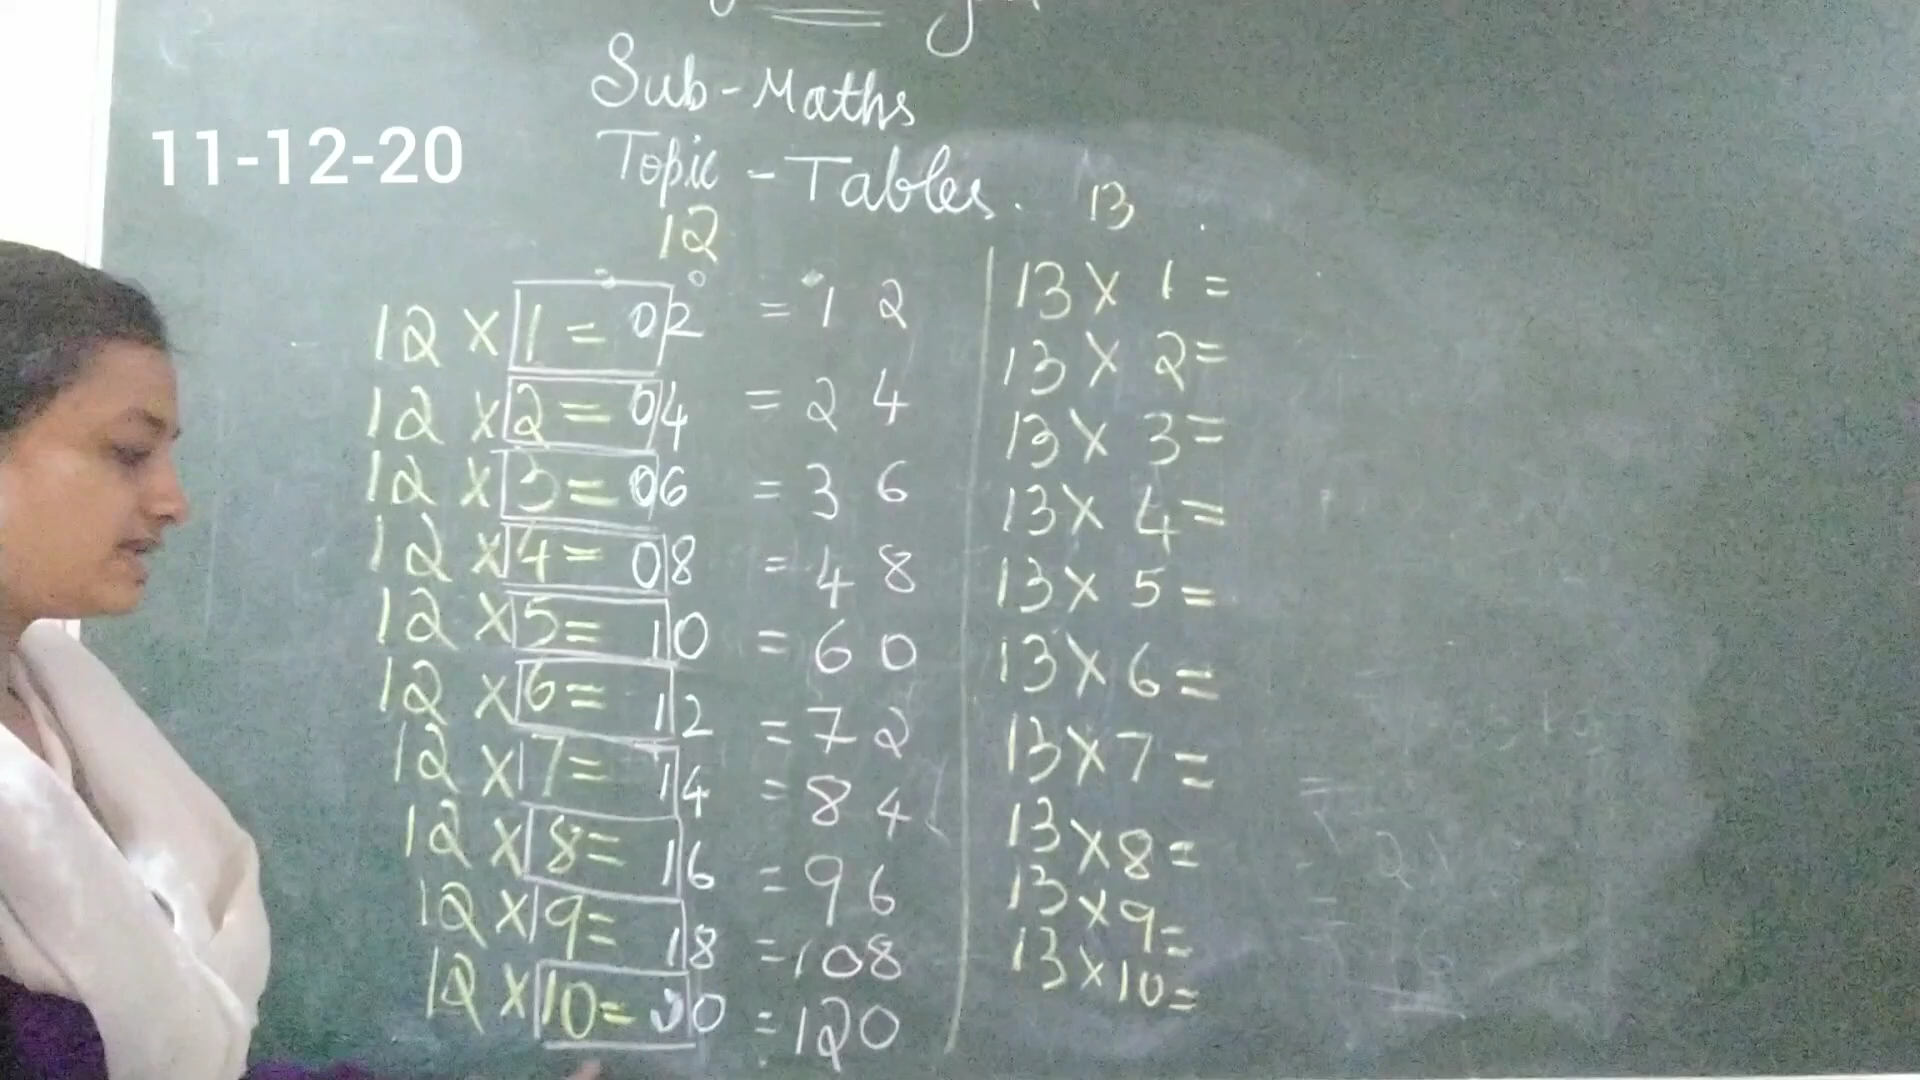 Sub-Maths
11-12-20
Topic - Tables.
12
12 × 1 = 02 = 12
12 × 2 = 04 = 24
12 × 3 = 06 = 36
12 × 4 = 08 = 48
12 × 5 = 10 = 60
12 × 6 = 12 = 72
12 × 7 = 14 = 84
12 × 8 = 16 = 96
12 × 9 = 18 = 108
12 × 10 = 20 = 120
13
13 × 1 =
13 × 2 =
13 × 3 =
13 × 4 =
13 × 5 =
13 × 6 =
13 × 7 =
13 × 8 =
13 × 9 =
13 × 10 =